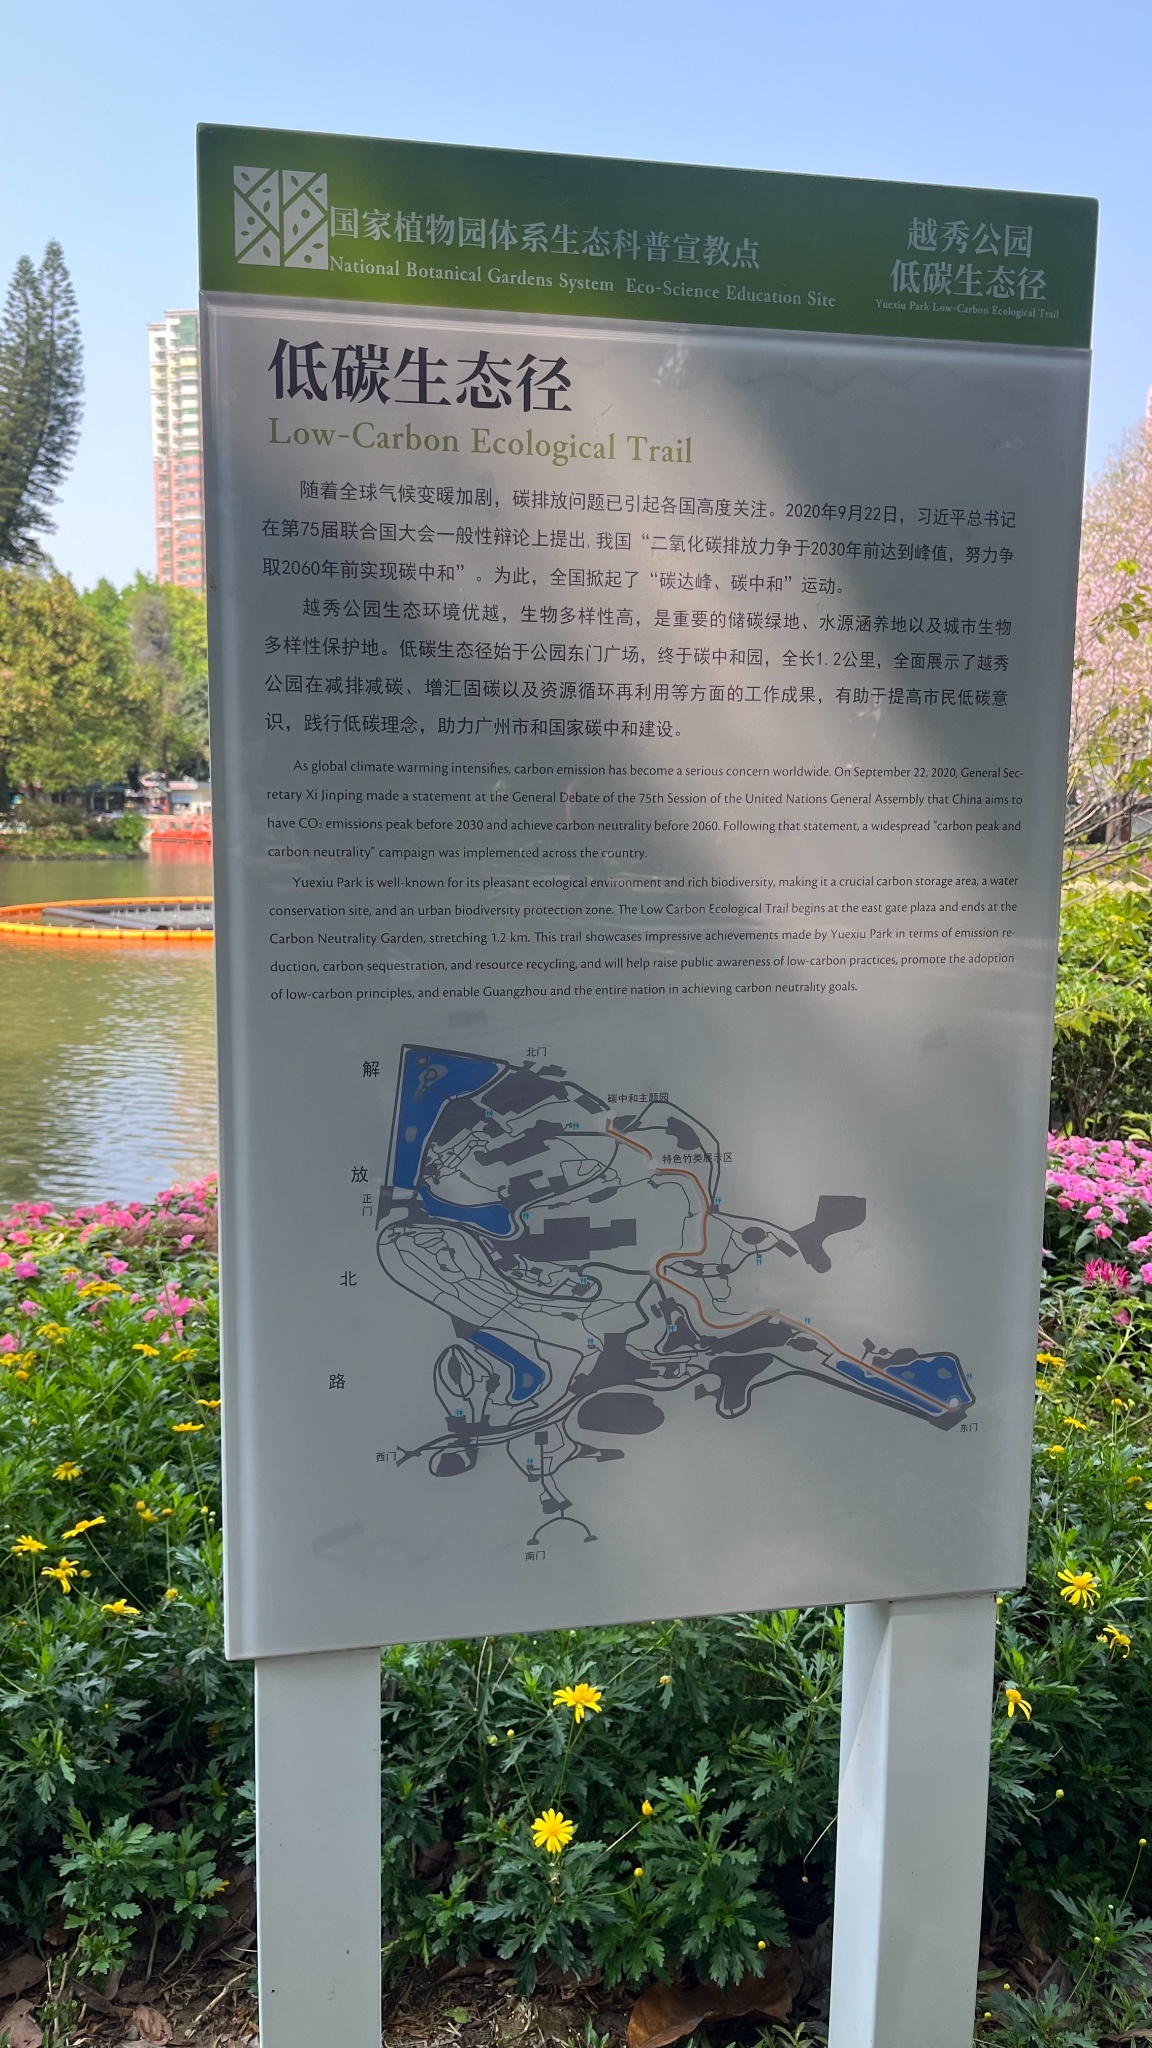 国家植物园体系生态科普宣教点
National Botanical Gardens System Eco-Science Education Site
越秀公园
低碳生态径
Yuexiu Park Low-Carbon Ecological Trail
低碳生态径
Low-Carbon Ecological Trail
随着全球气候变暖加剧，碳排放问题已引起各国高度关注。2020年9月22日，习近平总书记
在第75届联合国大会一般性辩论上提出，我国“二氧化碳排放力争于2030年前达到峰值，努力争
取2060年前实现碳中和”。为此，全国掀起了“碳达峰、碳中和”运动。
越秀公园生态环境优越，生物多样性高，是重要的储碳绿地、水源涵养地以及城市生物
多样性保护地。低碳生态径始于公园东门广场，终于碳中和园，全长1.2公里，全面展示了越秀
公园在减排减碳、增汇固碳以及资源循环再利用等方面的工作成果，有助于提高市民低碳意
识，践行低碳理念，助力广州市和国家碳中和建设。
As global climate warming intensifies, carbon emission has become a serious concern worldwide. On September 22, 2020, General Sec-
retary Xi Jinping made a statement at the General Debate of the 75th Session of the United Nations General Assembly that China aims to
have CO₂ emissions peak before 2030 and achieve carbon neutrality before 2060. Following that statement, a widespread "carbon peak and
carbon neutrality" campaign was implemented across the country.
Yuexiu Park is well-known for its pleasant ecological environment and rich biodiversity, making it a crucial carbon storage area, a water
conservation site, and an urban biodiversity protection zone. The Low Carbon Ecological Trail begins at the east gate plaza and ends at the
Carbon Neutrality Garden, stretching 1.2 km. This trail showcases impressive achievements made by Yuexiu Park in terms of emission re-
duction, carbon sequestration, and resource recycling, and will help raise public awareness of low-carbon practices, promote the adoption
of low-carbon principles, and enable Guangzhou and the entire nation in achieving carbon neutrality goals.
北门
解
碳中和主题园
特色竹类展示区
放
正门
北
路
东门
西门
南门